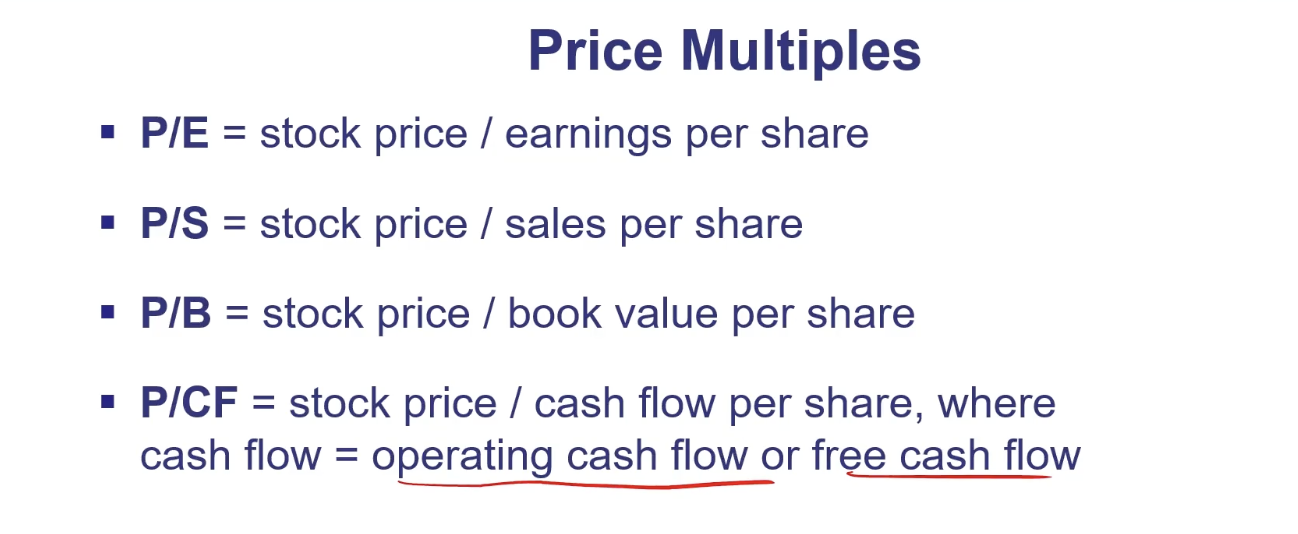 Price Multiples
▪ P/E = stock price / earnings per share
▪ P/S = stock price / sales per share
▪ P/B = stock price / book value per share
▪ P/CF = stock price / cash flow per share, where
cash flow = operating cash flow or free cash flow